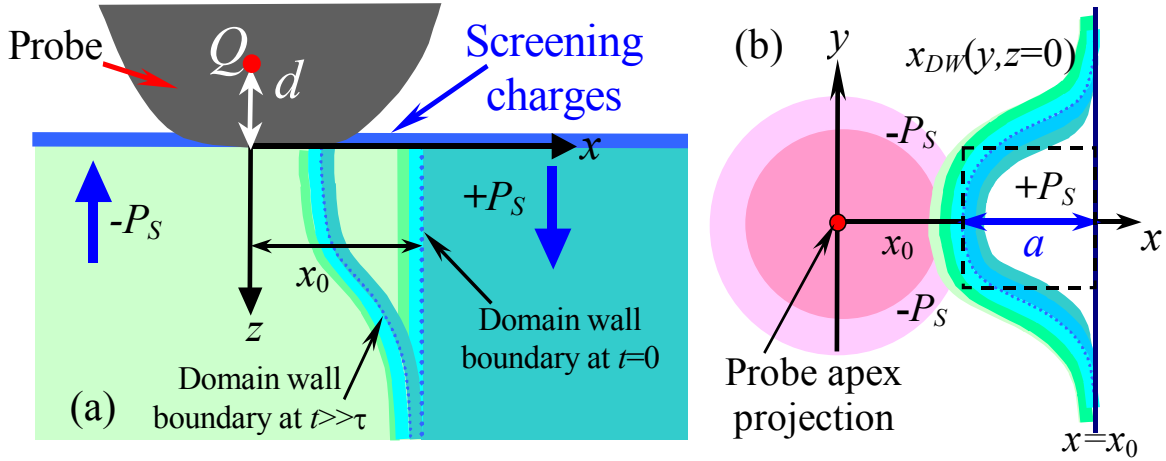 Probe
Q
d
Screening
charges
x
-P_S
+P_S
x_0
z
Domain wall
boundary at t=0
Domain wall
boundary at t>>τ
(a)
(b)
y
x_DW(y,z=0)
-P_S
+P_S
x_0
a
x
-P_S
Probe apex
projection
x=x_0